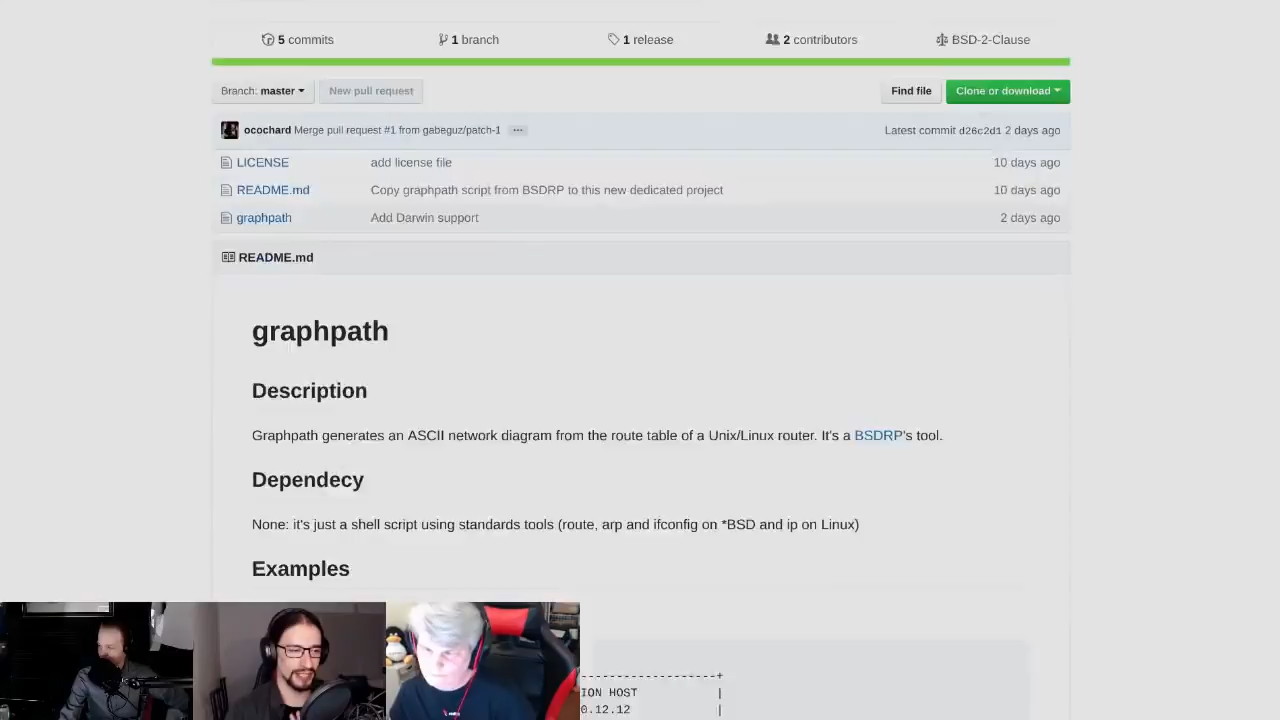 5 commits
1 branch
1 release
2 contributors
BSD-2-Clause
Branch: master
New pull request
Find file
Clone or download
ocochard Merge pull request #1 from gabeguz/patch-1 ...
Latest commit d26c2d1 2 days ago
LICENSE
add license file
10 days ago
README.md
Copy graphpath script from BSDRP to this new dedicated project
10 days ago
graphpath
Add Darwin support
2 days ago
README.md
graphpath
Description
Graphpath generates an ASCII network diagram from the route table of a Unix/Linux router. It's a BSDRP's tool.
Dependecy
None: it's just a shell script using standards tools (route, arp and ifconfig on *BSD and ip on Linux)
Examples
------------------+
ION HOST |
0.12.12 |